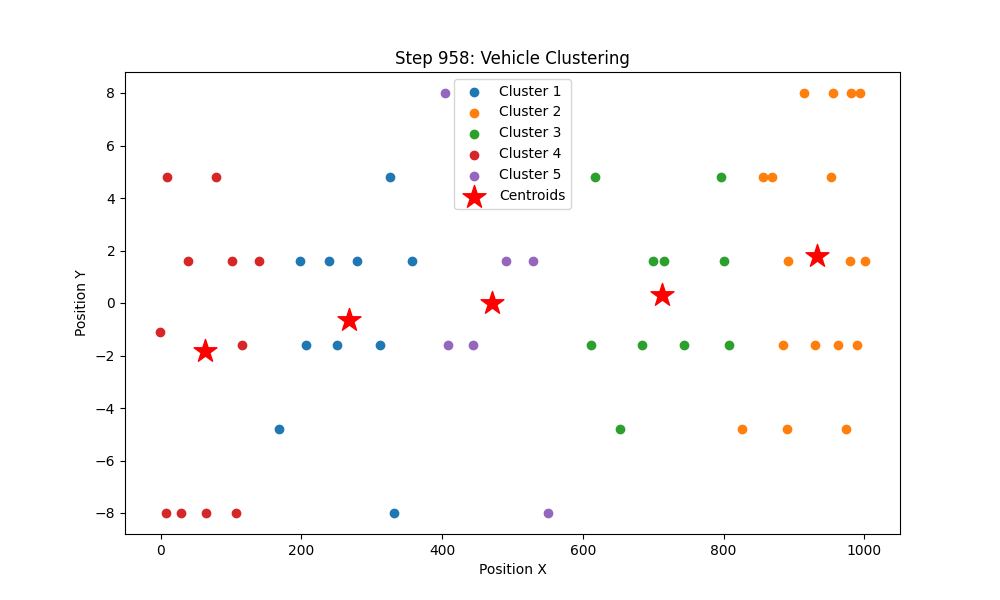 Step 958: Vehicle Clustering
Cluster 1
Cluster 2
Cluster 3
Cluster 4
Cluster 5
Centroids
8
6
4
2
0
−2
−4
−6
−8
Position Y
0 200 400 600 800 1000
Position X